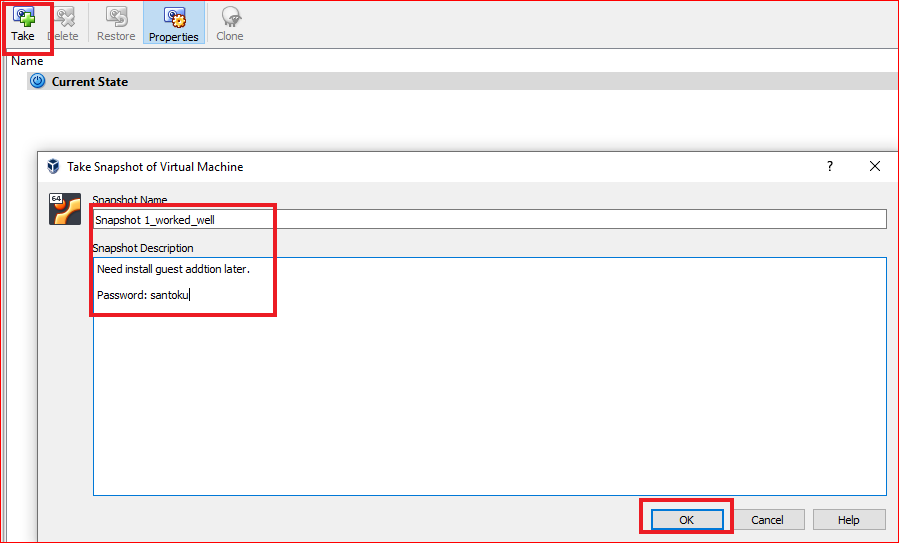 Take Delete Restore Properties Clone
Name
Current State
Take Snapshot of Virtual Machine ?
64
Snapshot Name
Snapshot 1_worked_well
Snapshot Description
Need install guest addtion later.
Password: santoku
OK Cancel Help